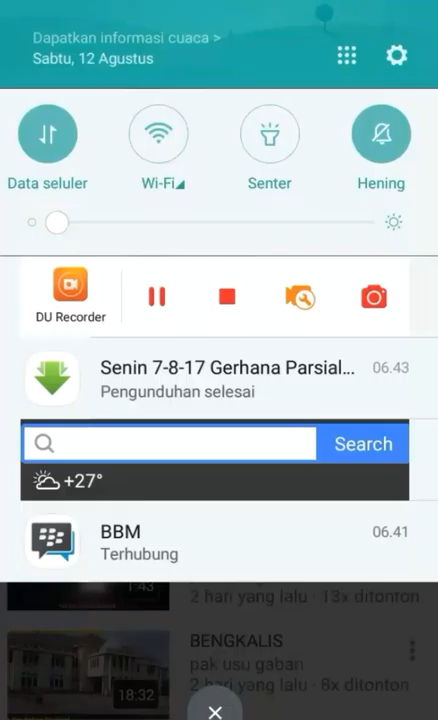 Dapatkan informasi cuaca >
Sabtu, 12 Agustus
Data seluler
Wi-Fi
Senter
Hening
DU Recorder
Senin 7-8-17 Gerhana Parsial... 06.43
Pengunduhan selesai
Search
+27°
BBM 06.41
Terhubung
1:43
2 hari yang lalu · 13x ditonton
BENGKALIS
pak usu gaban
18:32
2 hari yang lalu · 8x ditonton